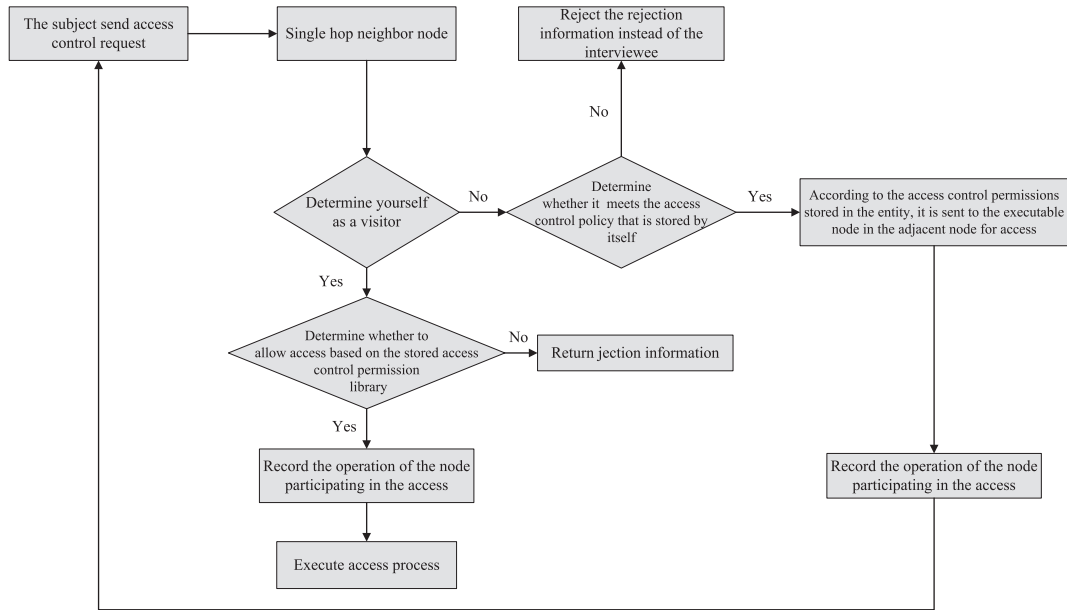 The subject send access
control request
Single hop neighbor node
Reject the rejection
information instead of the
interviewee
No
Determine yourself
as a visitor
No
Determine
whether it meets the access
control policy that is stored by
itself
Yes
According to the access control permissions
stored in the entity, it is sent to the executable
node in the adjacent node for access
Yes
Determine whether to
allow access based on the stored access
control permission
library
No
Return jection information
Yes
Record the operation of the node
participating in the access
Record the operation of the node
participating in the access
Execute access process